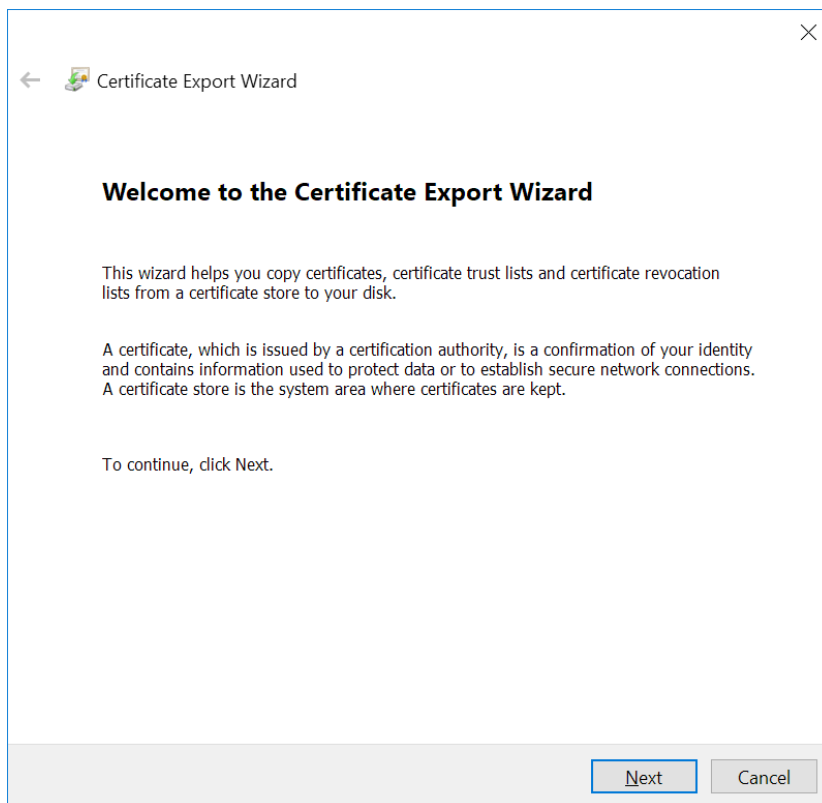 Certificate Export Wizard
Welcome to the Certificate Export Wizard
This wizard helps you copy certificates, certificate trust lists and certificate revocation
lists from a certificate store to your disk.
A certificate, which is issued by a certification authority, is a confirmation of your identity
and contains information used to protect data or to establish secure network connections.
A certificate store is the system area where certificates are kept.
To continue, click Next.
Next Cancel